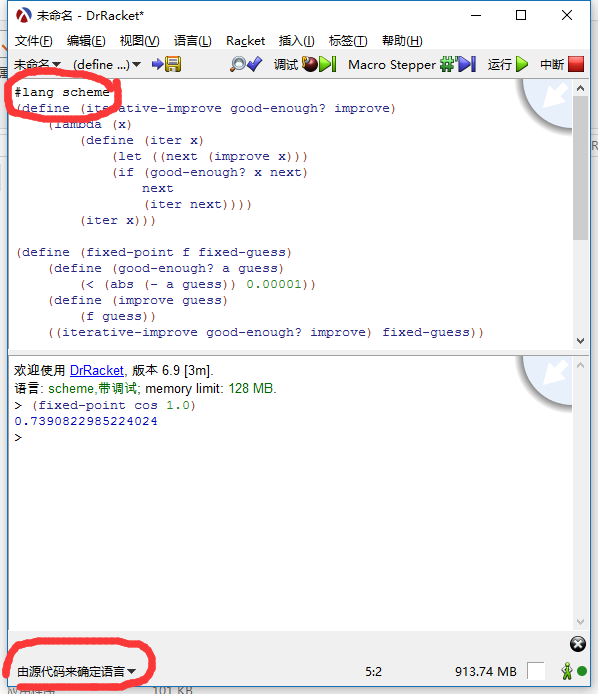 未命名 - DrRacket*
文件(F) 编辑(E) 视图(V) 语言(L) Racket 插入(I) 标签(T) 帮助(H)
未命名 (define ...) 调试 Macro Stepper 运行 中断
#lang scheme
(define (iterative-improve good-enough? improve)
    (lambda (x)
        (define (iter x)
            (let ((next (improve x)))
            (if (good-enough? x next)
                next
                (iter next))))
        (iter x)))

(define (fixed-point f fixed-guess)
    (define (good-enough? a guess)
        (< (abs (- a guess)) 0.00001))
    (define (improve guess)
        (f guess))
    ((iterative-improve good-enough? improve) fixed-guess))
欢迎使用 DrRacket, 版本 6.9 [3m].
语言: scheme,带调试; memory limit: 128 MB.
> (fixed-point cos 1.0)
0.7390822985224024
>
由源代码来确定语言 5:2 913.74 MB
101 KB